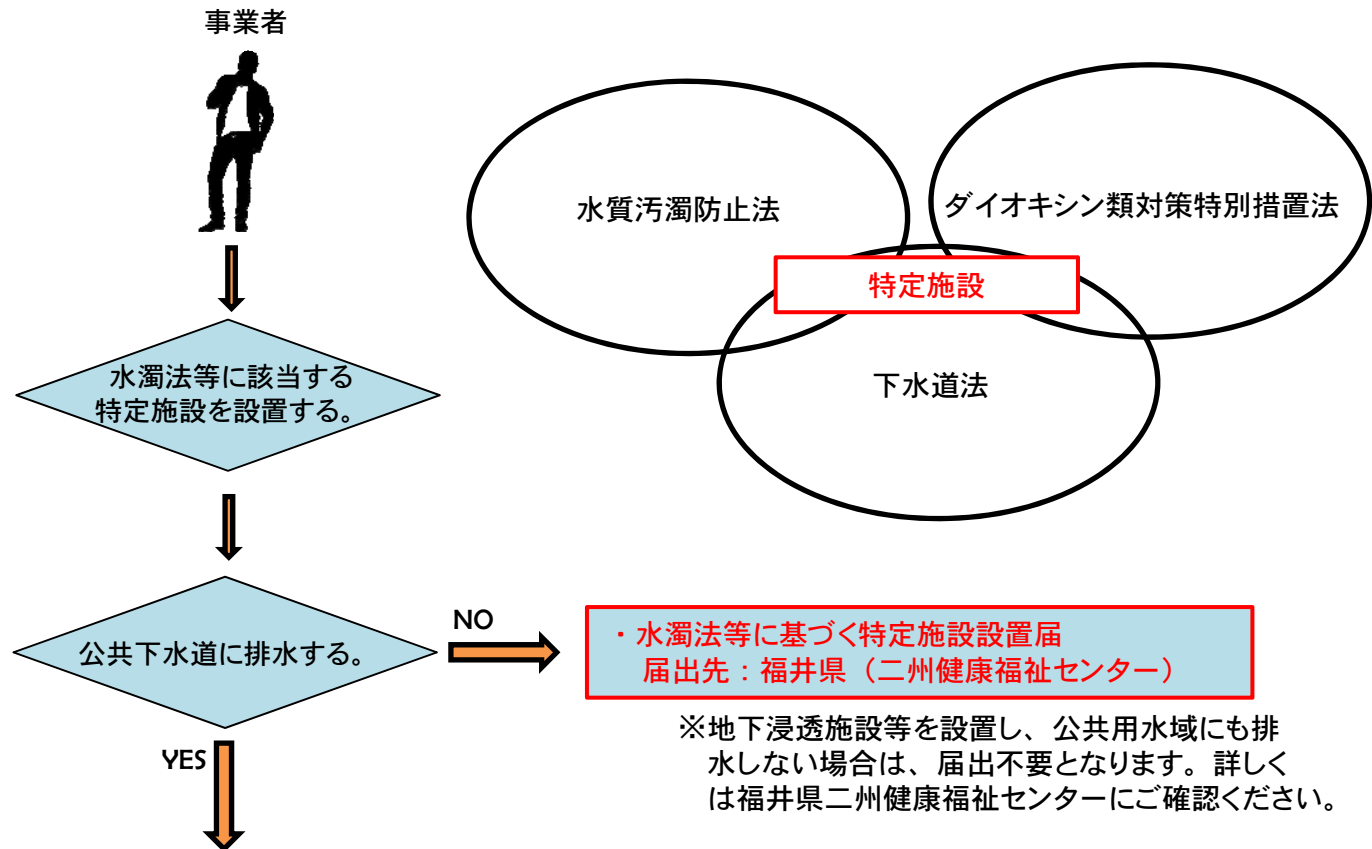 事業者
水質汚濁防止法
ダイオキシン類対策特別措置法
特定施設
下水道法
水濁法等に該当する
特定施設を設置する。
公共下水道に排水する。
NO
・水濁法等に基づく特定施設設置届
届出先：福井県（二州健康福祉センター）
※地下浸透施設等を設置し、公共用水域にも排
水しない場合は、届出不要となります。詳しく
は福井県二州健康福祉センターにご確認ください。
YES